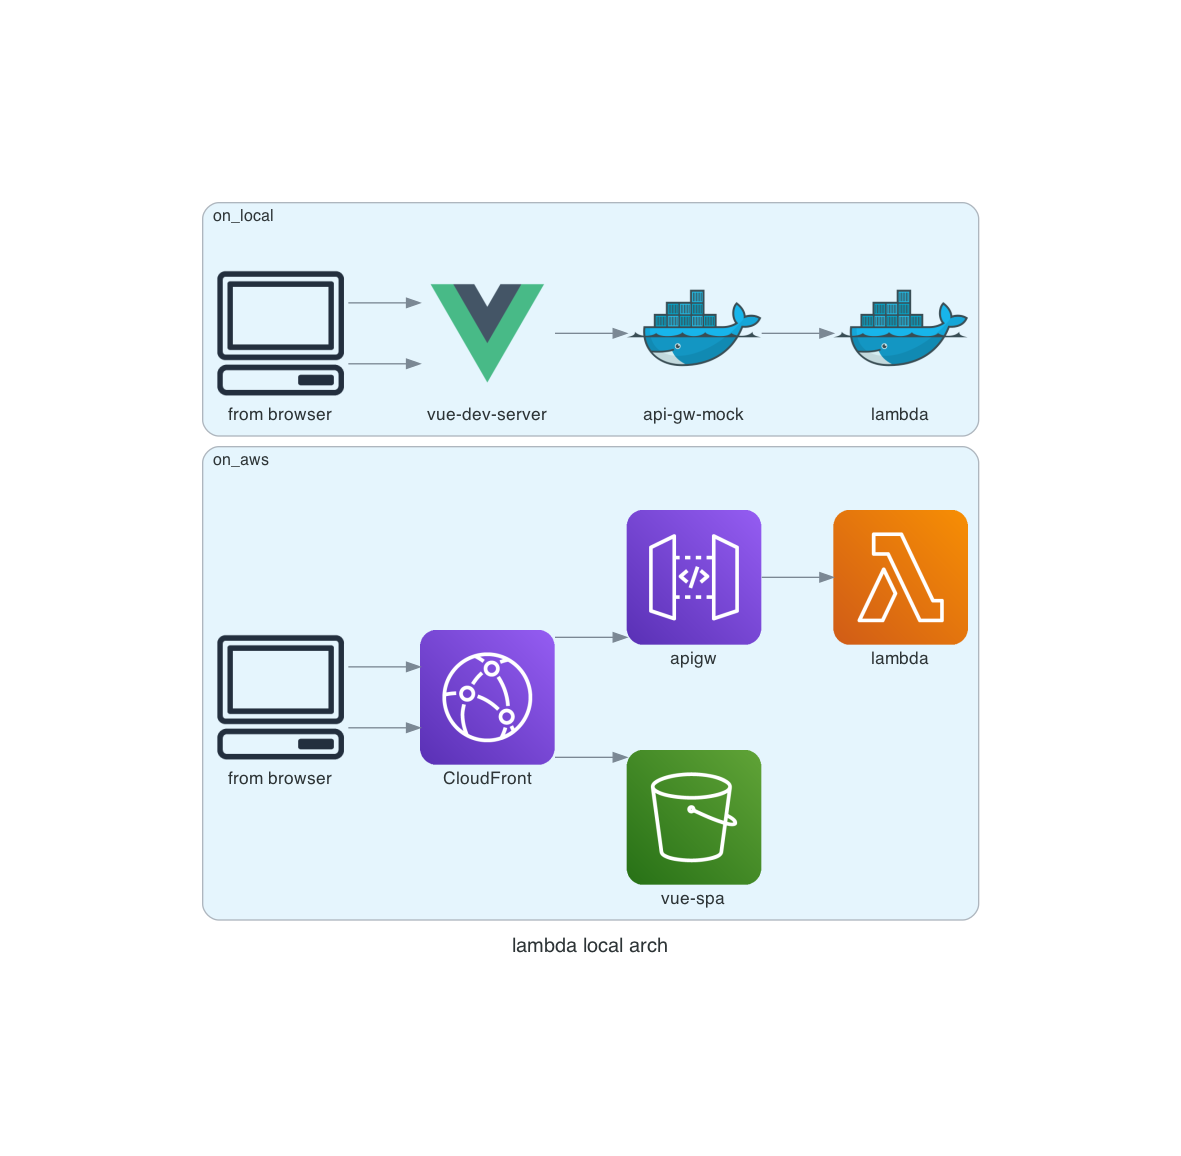 on_local
from browser
vue-dev-server
api-gw-mock
lambda
on_aws
apigw
lambda
from browser
CloudFront
vue-spa
lambda local arch